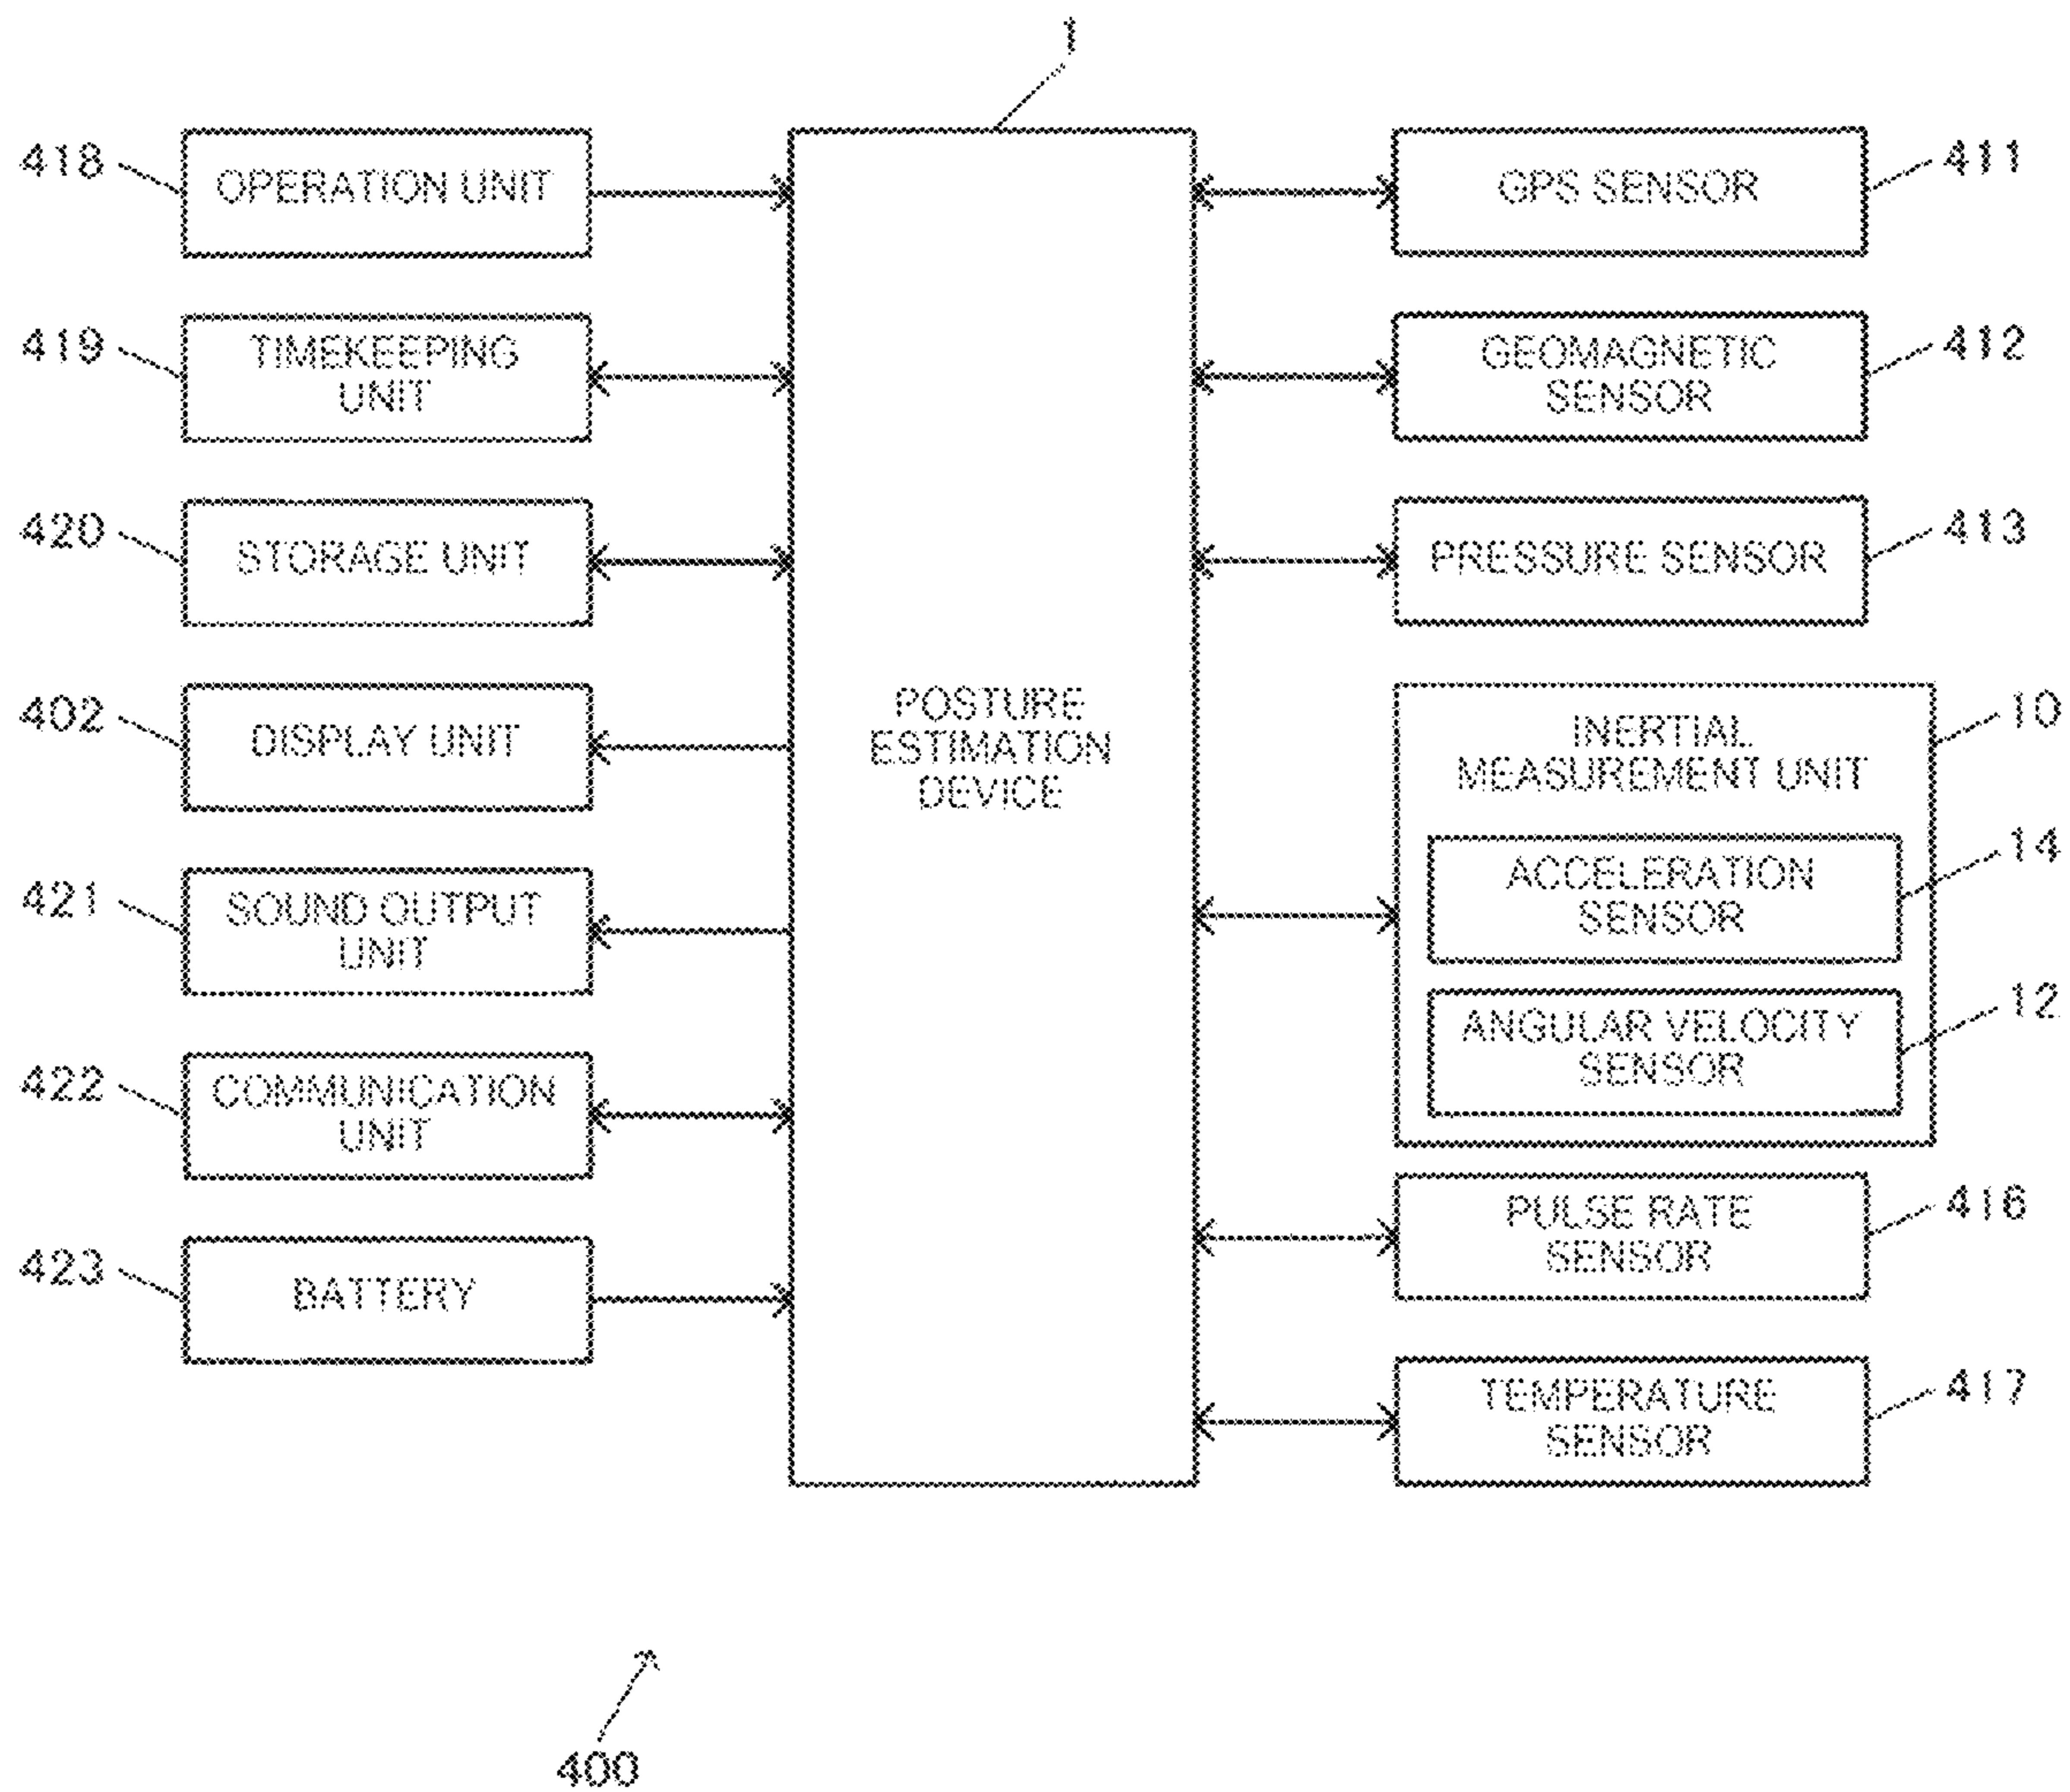 1
418
OPERATION UNIT
419
TIMEKEEPING
UNIT
420
STORAGE UNIT
402
DISPLAY UNIT
421
SOUND OUTPUT
UNIT
422
COMMUNICATION
UNIT
423
BATTERY
POSTURE
ESTIMATION
DEVICE
GPS SENSOR
411
GEOMAGNETIC
SENSOR
412
PRESSURE SENSOR
413
INERTIAL
MEASUREMENT UNIT
10
ACCELERATION
SENSOR
14
ANGULAR VELOCITY
SENSOR
12
PULSE RATE
SENSOR
416
TEMPERATURE
SENSOR
417
400